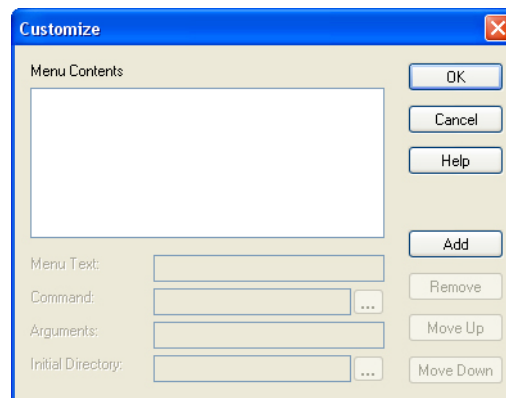 Customize
Menu Contents
OK
Cancel
Help
Add
Menu Text:
Remove
Command:
...
Arguments:
Move Up
Initial Directory:
...
Move Down